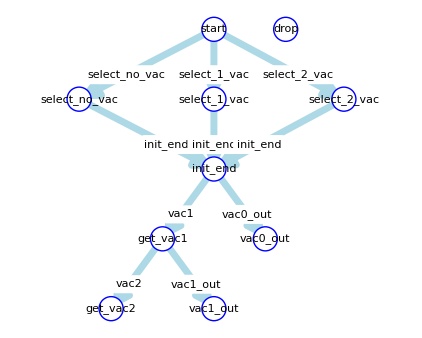 start drop
select_no_vac select_1_vac select_2_vac
select_no_vac select_1_vac select_2_vac
init_end init_end init_end
init_end
vac1 vac0_out
get_vac1 vac0_out
vac2 vac1_out
get_vac2 vac1_out